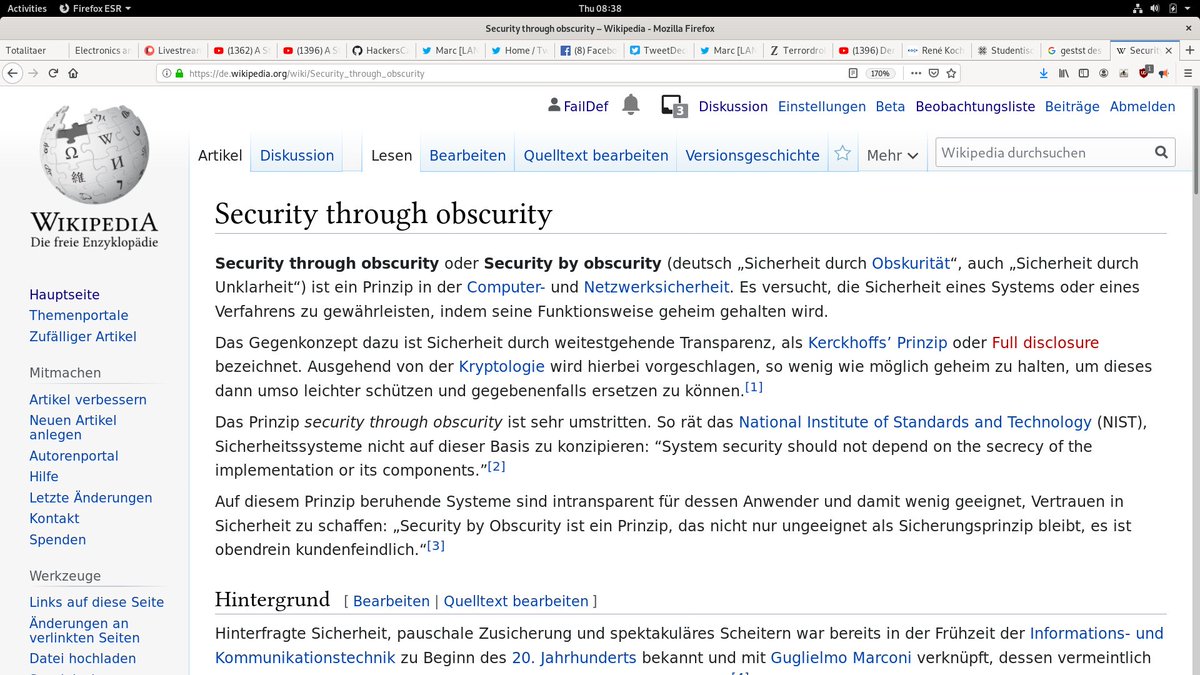 Activities Firefox ESR Thu 08:38
Security through obscurity – Wikipedia - Mozilla Firefox
Totalitaer Electronics an Livestream (1362) A S (1396) A S HackersC Marc [LAN Home / Tw (8) Facebo TweetDec Marc [LAN Terrordrol (1396) De René Koch Studentisc gestst des Securit
https://de.wikipedia.org/wiki/Security_through_obscurity 170%
FailDef 3 Diskussion Einstellungen Beta Beobachtungsliste Beiträge Abmelden
Artikel Diskussion Lesen Bearbeiten Quelltext bearbeiten Versionsgeschichte Mehr Wikipedia durchsuchen
WIKIPEDIA
Die freie Enzyklopädie
Hauptseite
Themenportale
Zufälliger Artikel
Mitmachen
Artikel verbessern
Neuen Artikel
anlegen
Autorenportal
Hilfe
Letzte Änderungen
Kontakt
Spenden
Werkzeuge
Links auf diese Seite
Änderungen an
verlinkten Seiten
Datei hochladen
Security through obscurity
Security through obscurity oder Security by obscurity (deutsch „Sicherheit durch Obskurität“, auch „Sicherheit durch
Unklarheit“) ist ein Prinzip in der Computer- und Netzwerksicherheit. Es versucht, die Sicherheit eines Systems oder eines
Verfahrens zu gewährleisten, indem seine Funktionsweise geheim gehalten wird.
Das Gegenkonzept dazu ist Sicherheit durch weitestgehende Transparenz, als Kerckhoffs’ Prinzip oder Full disclosure
bezeichnet. Ausgehend von der Kryptologie wird hierbei vorgeschlagen, so wenig wie möglich geheim zu halten, um dieses
dann umso leichter schützen und gegebenenfalls ersetzen zu können.[1]
Das Prinzip security through obscurity ist sehr umstritten. So rät das National Institute of Standards and Technology (NIST),
Sicherheitssysteme nicht auf dieser Basis zu konzipieren: “System security should not depend on the secrecy of the
implementation or its components.”[2]
Auf diesem Prinzip beruhende Systeme sind intransparent für dessen Anwender und damit wenig geeignet, Vertrauen in
Sicherheit zu schaffen: „Security by Obscurity ist ein Prinzip, das nicht nur ungeeignet als Sicherungsprinzip bleibt, es ist
obendrein kundenfeindlich.“[3]
Hintergrund [ Bearbeiten | Quelltext bearbeiten ]
Hinterfragte Sicherheit, pauschale Zusicherung und spektakuläres Scheitern war bereits in der Frühzeit der Informations- und
Kommunikationstechnik zu Beginn des 20. Jahrhunderts bekannt und mit Guglielmo Marconi verknüpft, dessen vermeintlich